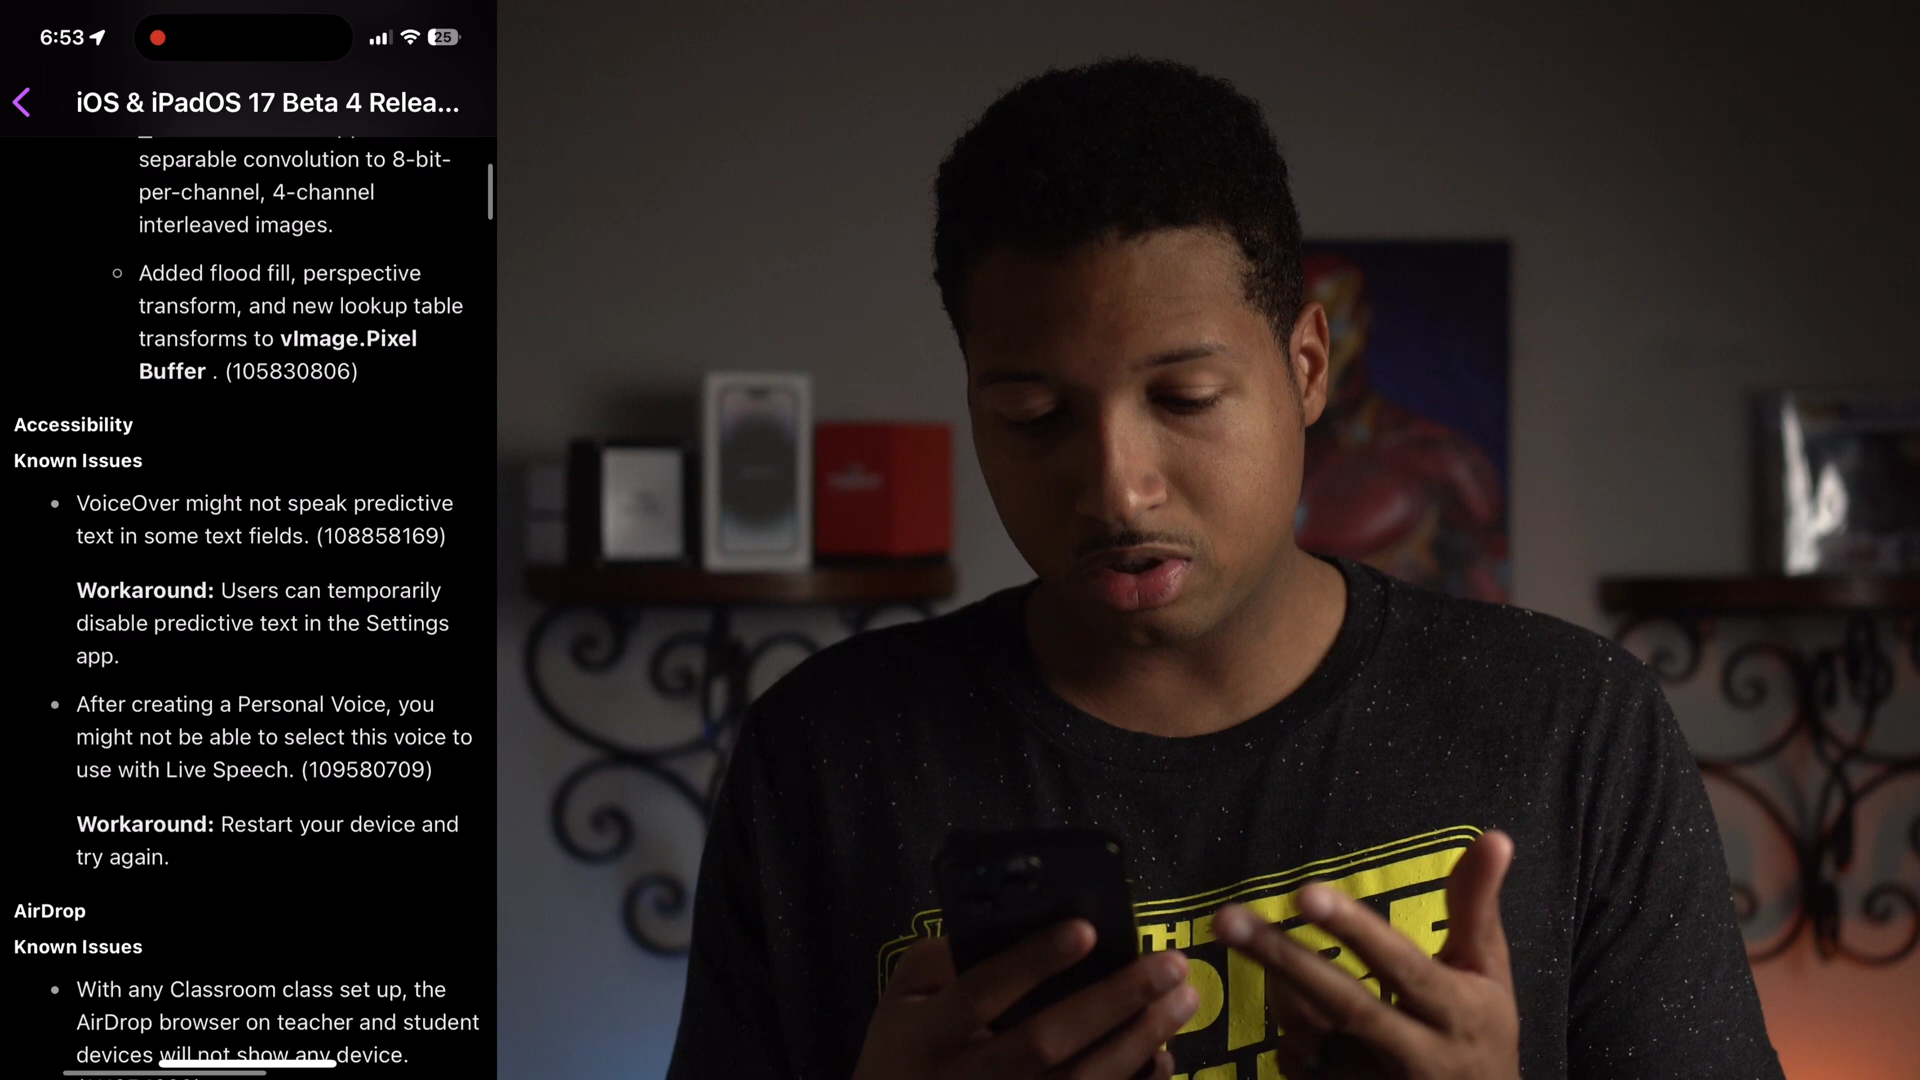 6:53
25
iOS & iPadOS 17 Beta 4 Relea...
separable convolution to 8-bit-
per-channel, 4-channel
interleaved images.
Added flood fill, perspective
transform, and new lookup table
transforms to vImage.Pixel
Buffer . (105830806)
Accessibility
Known Issues
VoiceOver might not speak predictive
text in some text fields. (108858169)
Workaround: Users can temporarily
disable predictive text in the Settings
app.
After creating a Personal Voice, you
might not be able to select this voice to
use with Live Speech. (109580709)
Workaround: Restart your device and
try again.
AirDrop
Known Issues
With any Classroom class set up, the
AirDrop browser on teacher and student
devices will not show any device.
THE